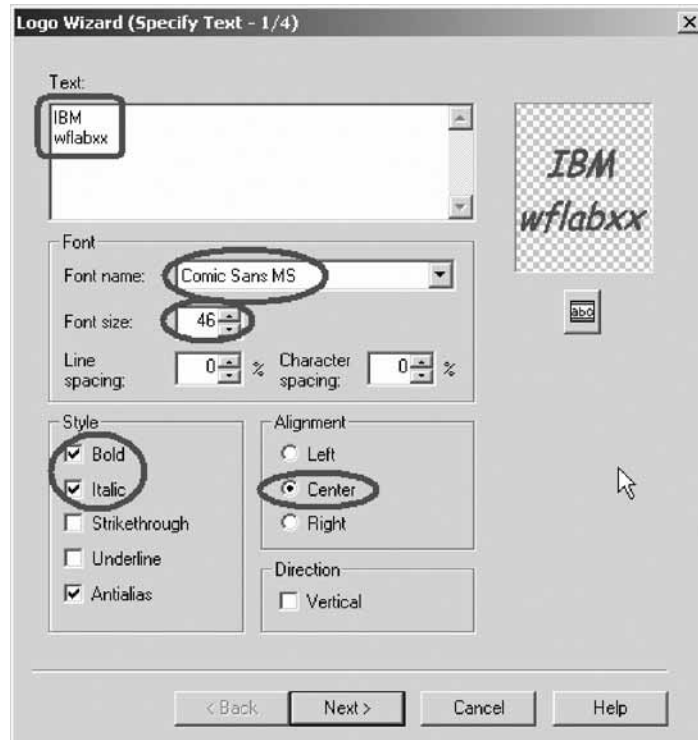 Logo Wizard (Specify Text - 1/4)
Text:
IBM
wflabxx
IBM
wflabxx
abc
Font
Font name: Comic Sans MS
Font size: 46
Line spacing: 0 % Character spacing: 0 %
Style
Bold
Italic
Strikethrough
Underline
Antialias
Alignment
Left
Center
Right
Direction
Vertical
< Back Next > Cancel Help